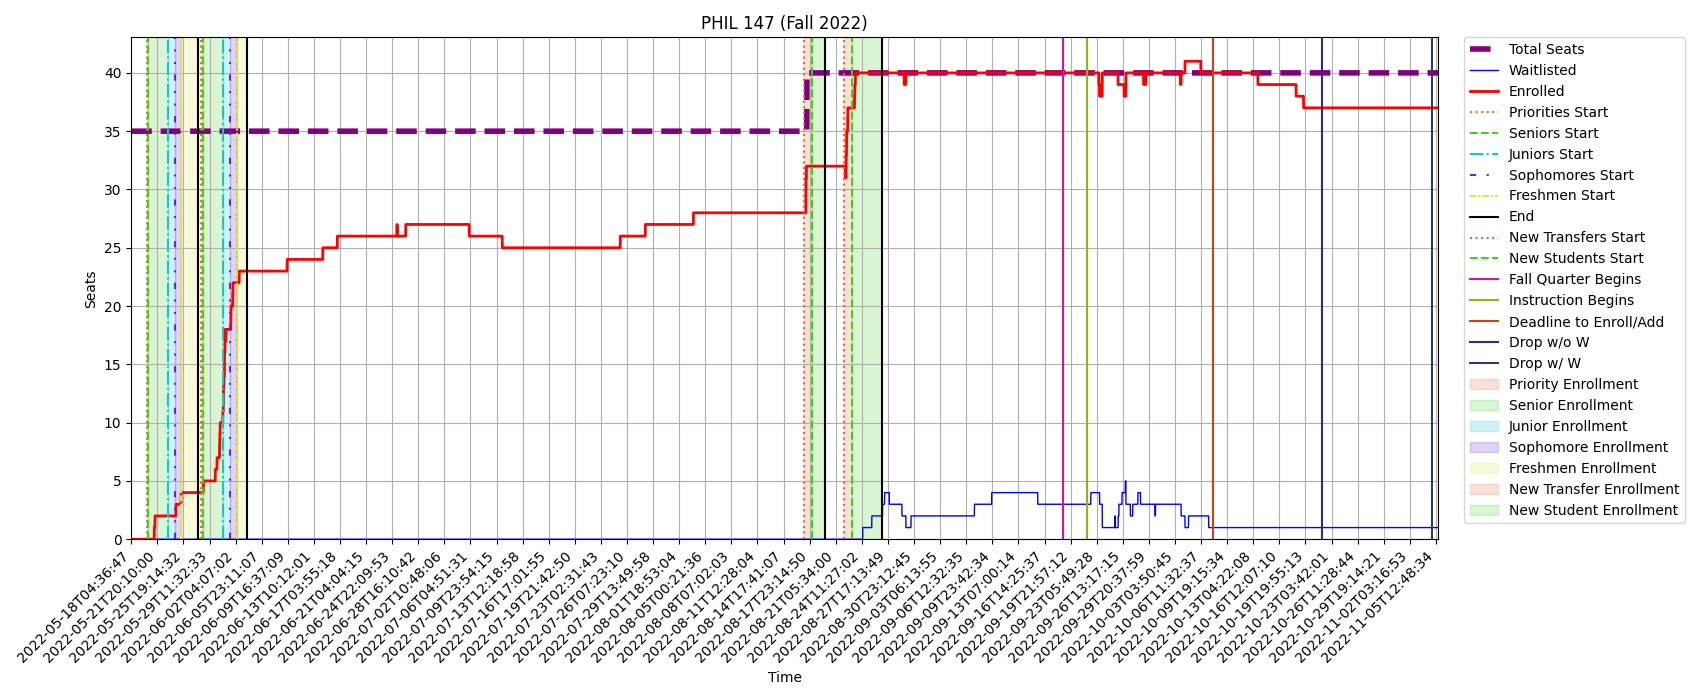 PHIL 147 (Fall 2022)
Seats
40
35
30
25
20
15
10
5
0
2022-05-18T04:36:47
2022-05-21T20:10:00
2022-05-25T19:14:32
2022-05-29T11:32:33
2022-06-02T04:07:02
2022-06-05T23:11:07
2022-06-09T16:37:09
2022-06-13T10:12:01
2022-06-17T03:55:18
2022-06-21T04:04:15
2022-06-24T22:09:53
2022-06-28T16:10:42
2022-07-02T10:48:06
2022-07-06T04:51:31
2022-07-09T23:54:15
2022-07-13T12:18:58
2022-07-16T17:01:55
2022-07-19T21:42:50
2022-07-23T02:31:43
2022-07-26T07:23:10
2022-07-29T13:49:58
2022-08-01T18:53:04
2022-08-05T00:21:36
2022-08-08T07:02:03
2022-08-11T12:28:04
2022-08-14T17:41:07
2022-08-17T23:14:50
2022-08-21T05:34:00
2022-08-24T11:27:02
2022-08-27T17:13:49
2022-08-30T23:12:45
2022-09-03T06:13:55
2022-09-06T12:32:35
2022-09-09T23:42:34
2022-09-13T07:00:14
2022-09-16T14:25:37
2022-09-19T21:57:12
2022-09-23T05:49:28
2022-09-26T13:17:15
2022-09-29T20:37:59
2022-10-03T03:50:45
2022-10-06T11:32:37
2022-10-09T19:15:34
2022-10-13T04:22:08
2022-10-16T12:07:10
2022-10-19T19:55:13
2022-10-23T03:42:01
2022-10-26T11:28:44
2022-10-29T19:14:21
2022-11-02T03:16:53
2022-11-05T12:48:34
Time
Total Seats
Waitlisted
Enrolled
Priorities Start
Seniors Start
Juniors Start
Sophomores Start
Freshmen Start
End
New Transfers Start
New Students Start
Fall Quarter Begins
Instruction Begins
Deadline to Enroll/Add
Drop w/o W
Drop w/ W
Priority Enrollment
Senior Enrollment
Junior Enrollment
Sophomore Enrollment
Freshmen Enrollment
New Transfer Enrollment
New Student Enrollment